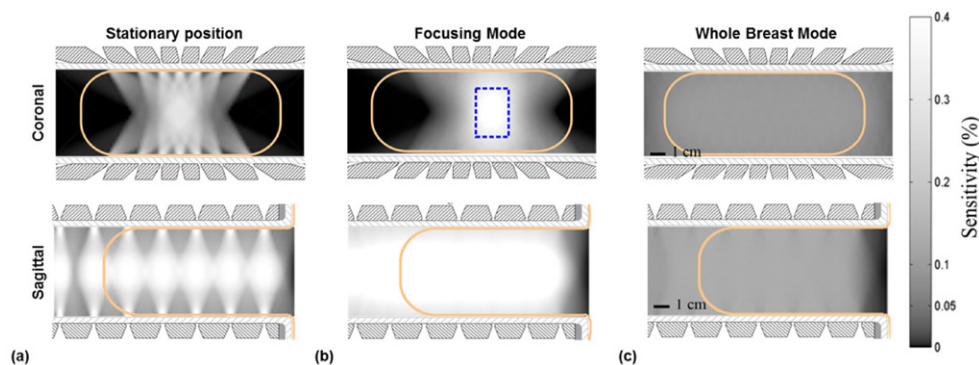 Stationary position
Focusing Mode
Whole Breast Mode
Coronal
1 cm
Sagittal
1 cm
(a)
(b)
(c)
0.4
0.3
0.2
0.1
0.05
0
Sensitivity (%)